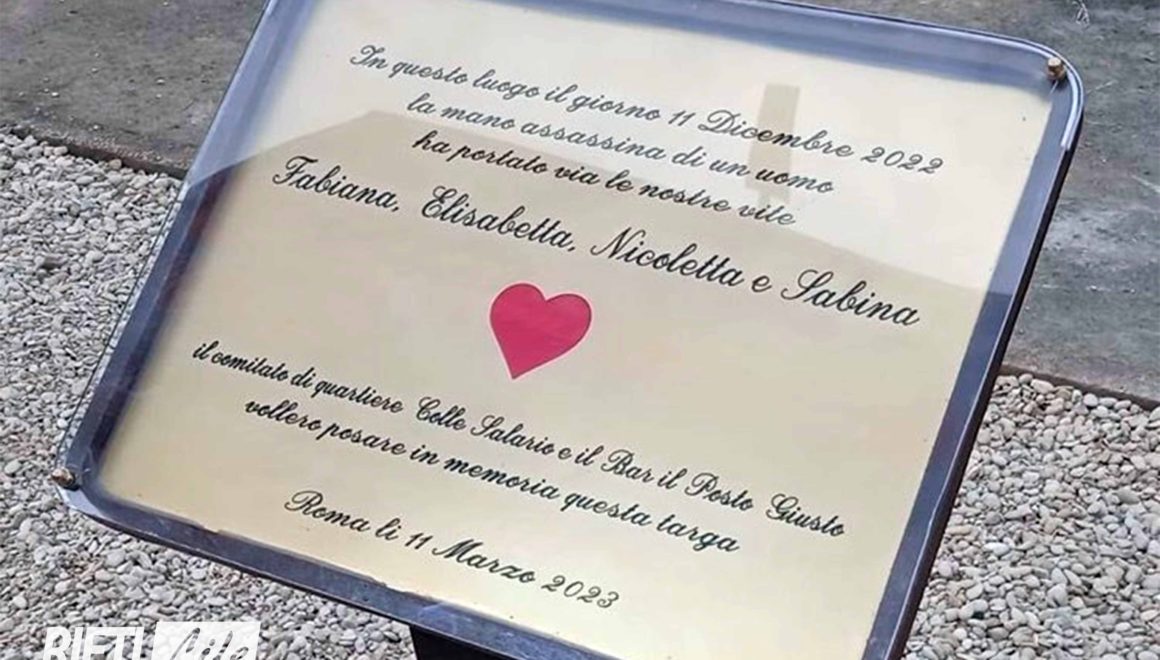 In questo luogo il giorno 11 Dicembre 2022
la mano assassina di un uomo
ha portato via le nostre vite
Fabiana, Elisabetta, Nicoletta e Sabina
il comitato di quartiere Colle Salario e il Bar il Posto Giusto
vollero posare in memoria questa targa
Roma li 11 Marzo 2023
RIETI